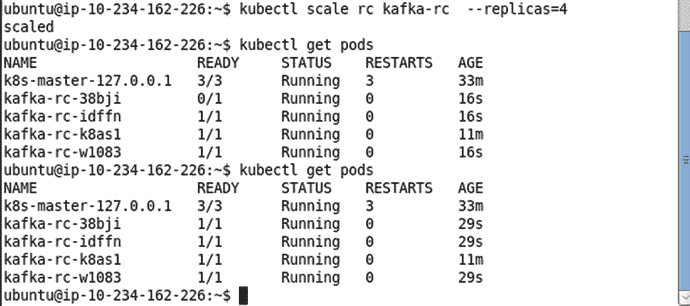 ubuntu@ip-10-234-162-226:~$ kubectl scale rc kafka-rc  --replicas=4
scaled
ubuntu@ip-10-234-162-226:~$ kubectl get pods
NAME                   READY     STATUS    RESTARTS   AGE
k8s-master-127.0.0.1   3/3       Running   3          33m
kafka-rc-38bji         0/1       Running   0          16s
kafka-rc-idffn         1/1       Running   0          16s
kafka-rc-k8as1         1/1       Running   0          11m
kafka-rc-w1083         1/1       Running   0          16s
ubuntu@ip-10-234-162-226:~$ kubectl get pods
NAME                   READY     STATUS    RESTARTS   AGE
k8s-master-127.0.0.1   3/3       Running   3          33m
kafka-rc-38bji         1/1       Running   0          29s
kafka-rc-idffn         1/1       Running   0          29s
kafka-rc-k8as1         1/1       Running   0          11m
kafka-rc-w1083         1/1       Running   0          29s
ubuntu@ip-10-234-162-226:~$